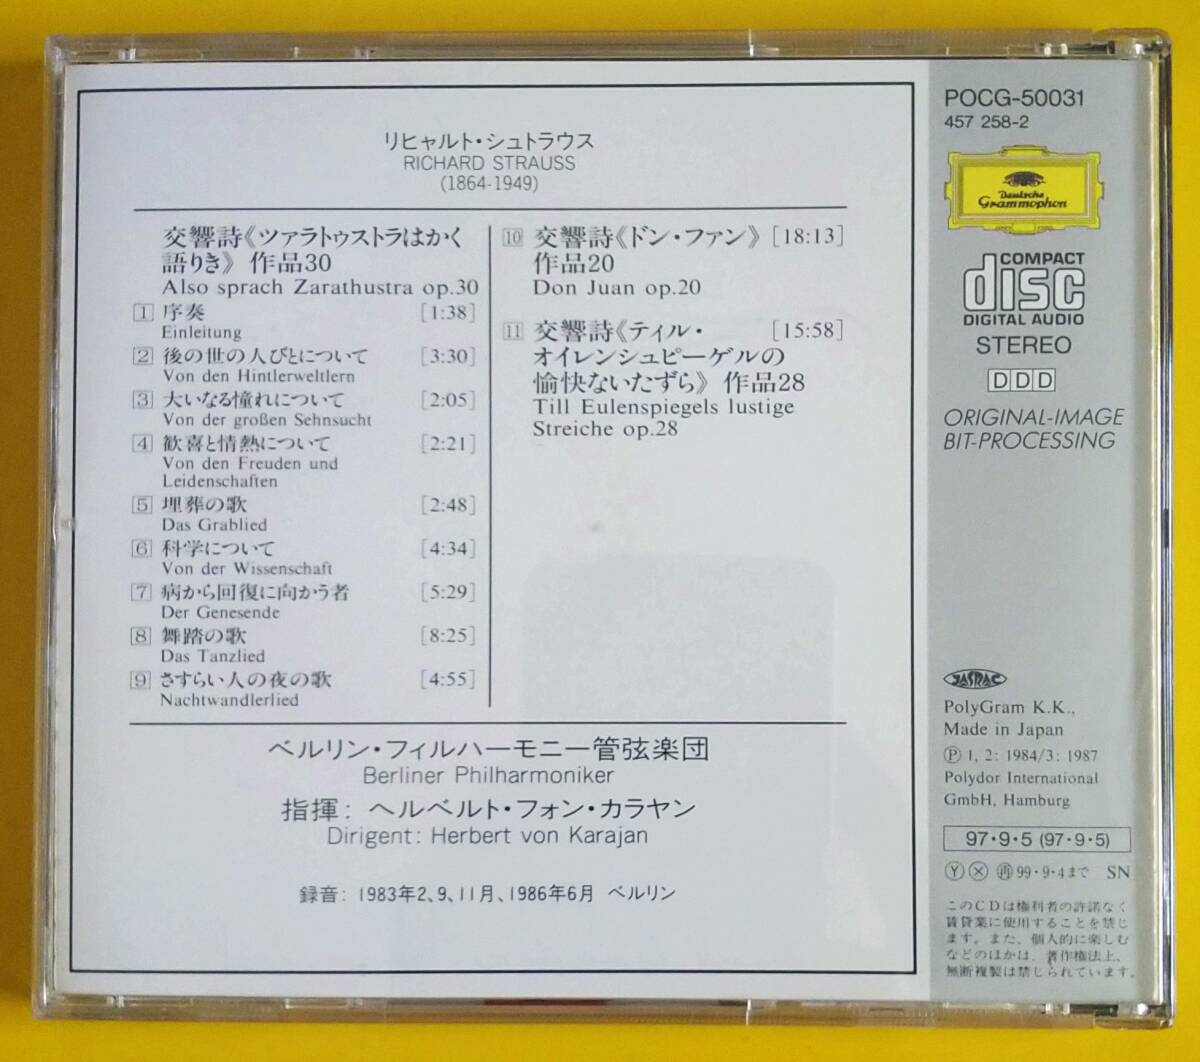 リヒャルト・シュトラウス
RICHARD STRAUSS
(1864-1949)
交響詩《ツァラトゥストラはかく
語りき》 作品30
Also sprach Zarathustra op.30
1 序奏 [1:38]
Einleitung
2 後の世の人びとについて [3:30]
Von den Hintlerweltlern
3 大いなる憧れについて [2:05]
Von der großen Sehnsucht
4 歓喜と情熱について [2:21]
Von den Freuden und
Leidenschaften
5 埋葬の歌 [2:48]
Das Grablied
6 科学について [4:34]
Von der Wissenschaft
7 病から回復に向かう者 [5:29]
Der Genesende
8 舞踏の歌 [8:25]
Das Tanzlied
9 さすらい人の夜の歌 [4:55]
Nachtwandlerlied
10 交響詩《ドン・ファン》 [18:13]
作品20
Don Juan op.20
11 交響詩《ティル・ [15:58]
オイレンシュピーゲルの
愉快ないたずら》 作品28
Till Eulenspiegels lustige
Streiche op.28
ベルリン・フィルハーモニー管弦楽団
Berliner Philharmoniker
指揮: ヘルベルト・フォン・カラヤン
Dirigent: Herbert von Karajan
録音: 1983年2、9、11月、1986年6月 ベルリン
POCG-50031
457 258-2
Deutsche
Grammophon
COMPACT
disc
DIGITAL AUDIO
STEREO
DDD
ORIGINAL-IMAGE
BIT-PROCESSING
JASRAC
PolyGram K.K.,
Made in Japan
Ⓟ 1, 2: 1984/3: 1987
Polydor International
GmbH, Hamburg
97・9・5 (97・9・5)
Ⓨ Ⓧ 再 99・9・4まで SN
このCDは権利者の許諾なく
賃貸業に使用することを禁じ
ます。また、個人的に楽しむ
などのほかは、著作権法上、
無断複製は禁じられています。